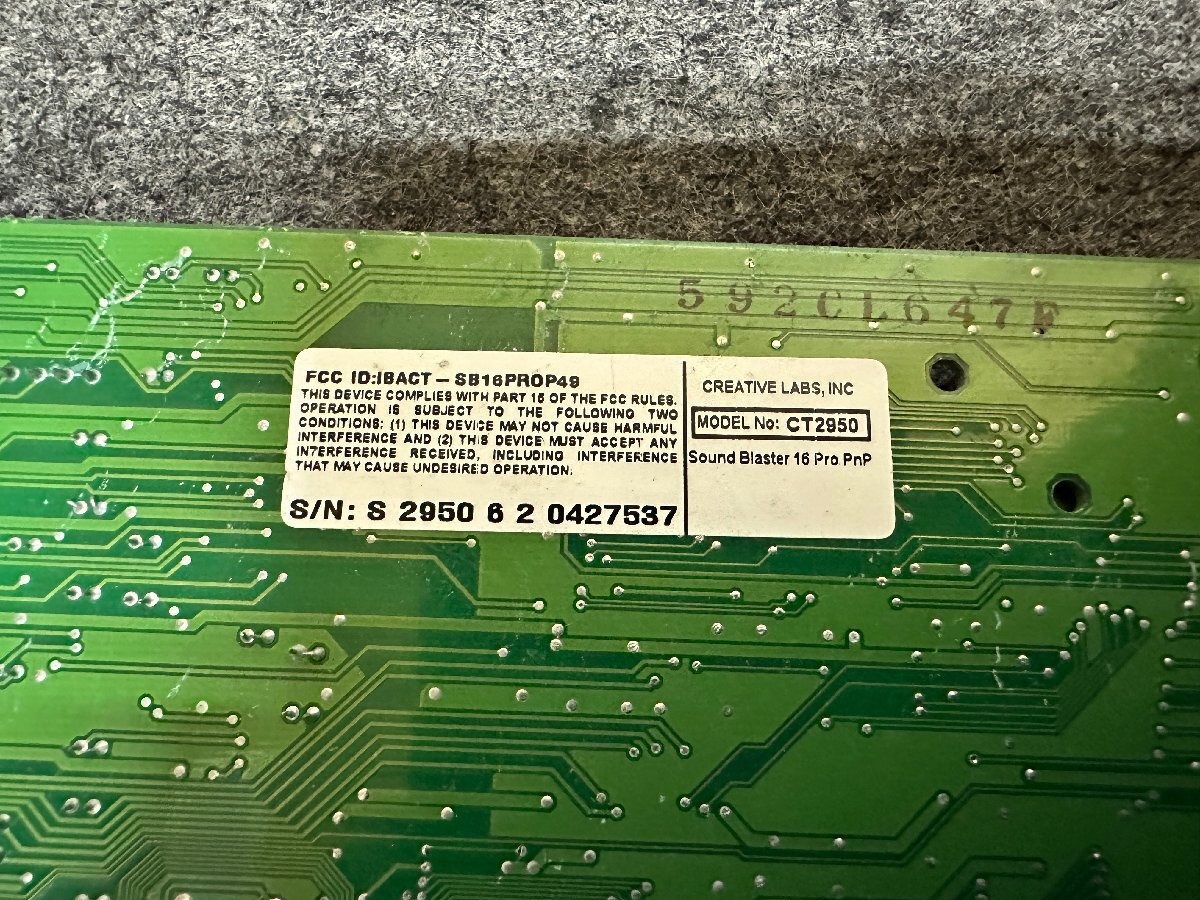 592CL647F
FCC ID:IBACT – SB16PROP49
THIS DEVICE COMPLIES WITH PART 15 OF THE FCC RULES.
OPERATION IS SUBJECT TO THE FOLLOWING TWO
CONDITIONS: (1) THIS DEVICE MAY NOT CAUSE HARMFUL
INTERFERENCE AND (2) THIS DEVICE MUST ACCEPT ANY
INTERFERENCE RECEIVED, INCLUDING INTERFERENCE
THAT MAY CAUSE UNDESIRED OPERATION.
S/N: S 2950 6 2 0427537
CREATIVE LABS, INC
MODEL No: CT2950
Sound Blaster 16 Pro PnP